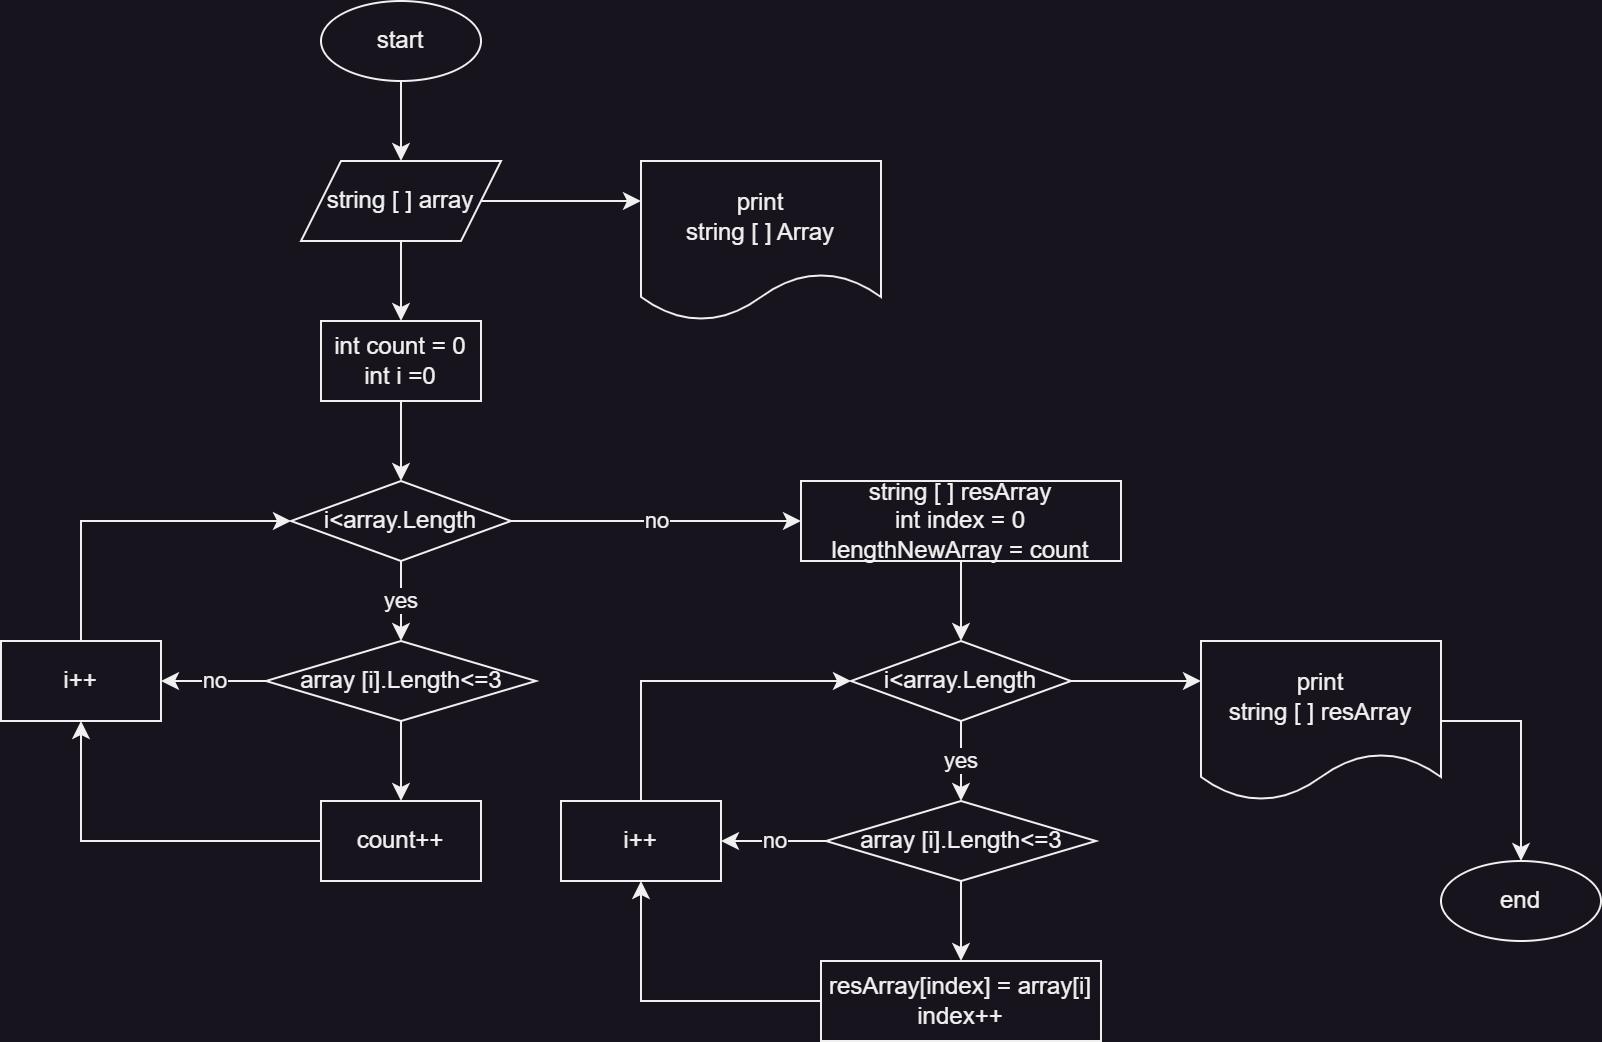 start
string [ ] array
print
string [ ] Array
int count = 0
int i =0
i<array.Length
no
string [ ] resArray
int index = 0
lengthNewArray = count
yes
i++
no
array [i].Length<=3
i<array.Length
print
string [ ] resArray
yes
count++
i++
no
array [i].Length<=3
end
resArray[index] = array[i]
index++